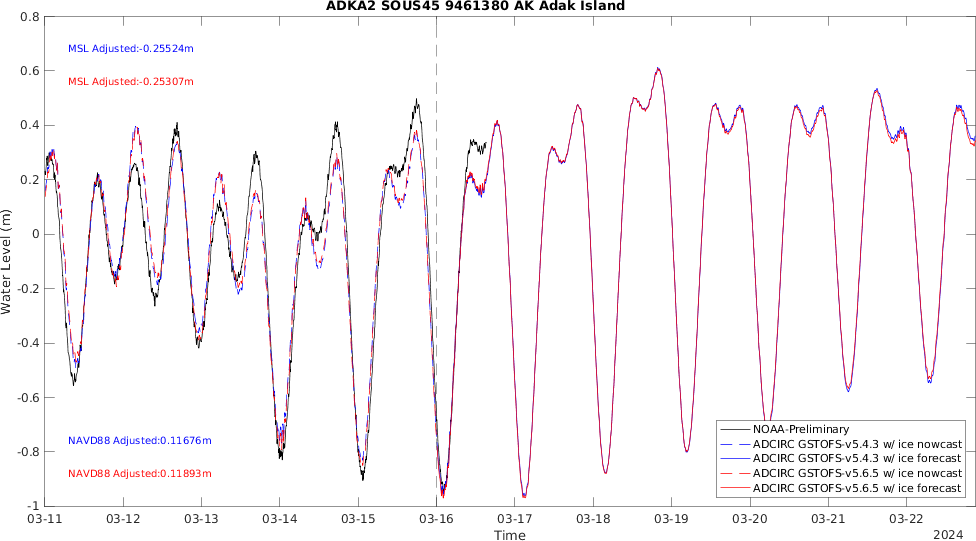 ADKA2 SOUS45 9461380 AK Adak Island
0.8
0.6
0.4
0.2
0
-0.2
-0.4
-0.6
-0.8
-1
Water Level (m)
MSL Adjusted:-0.25524m
MSL Adjusted:-0.25307m
NAVD88 Adjusted:0.11676m
NAVD88 Adjusted:0.11893m
NOAA-Preliminary
ADCIRC GSTOFS-v5.4.3 w/ ice nowcast
ADCIRC GSTOFS-v5.4.3 w/ ice forecast
ADCIRC GSTOFS-v5.6.5 w/ ice nowcast
ADCIRC GSTOFS-v5.6.5 w/ ice forecast
03-11 03-12 03-13 03-14 03-15 03-16 03-17 03-18 03-19 03-20 03-21 03-22
Time
2024